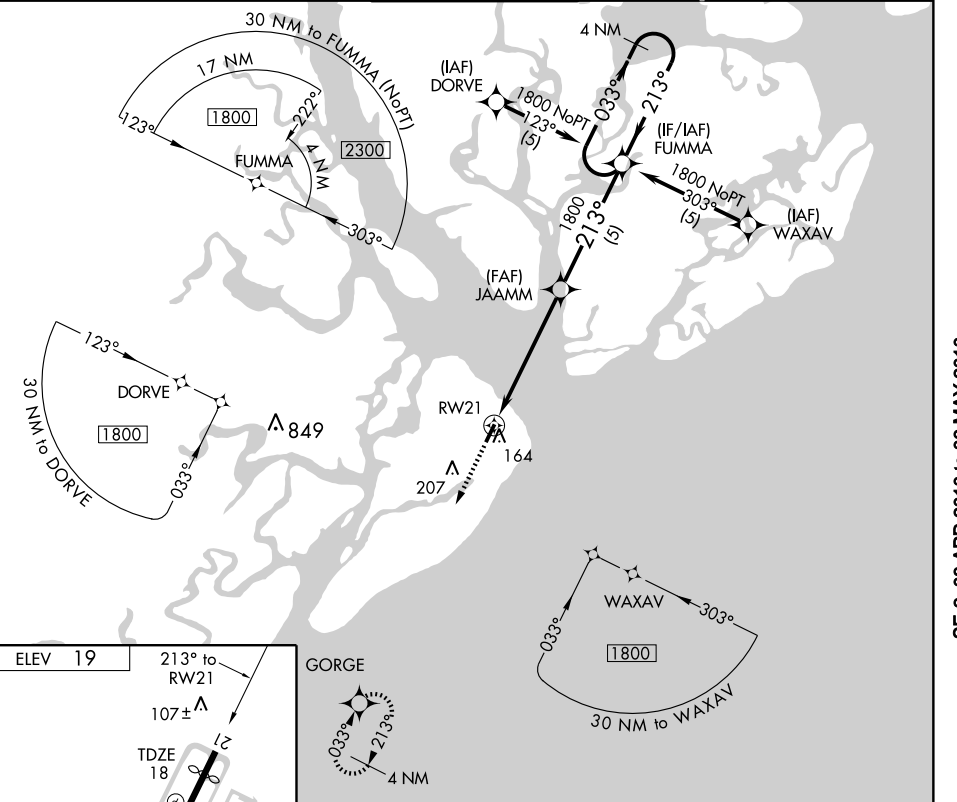 30 NM to FUMMA (NoPT)
17 NM
123°
1800
222°
4 NM
2300
FUMMA
303°
4 NM
(IAF)
DORVE
1800 NoPT
123°
(5)
033°
213°
(IF/IAF)
FUMMA
1800 NoPT
303°
(5)
(IAF)
WAXAV
1800
213°
(5)
(FAF)
JAAMM
123°
DORVE
1800
033°
30 NM to DORVE
849
RW21
164
207
WAXAV
303°
033°
1800
30 NM to WAXAV
ELEV 19
213° to
RW21
107±
21
TDZE
18
GORGE
033°
213°
4 NM